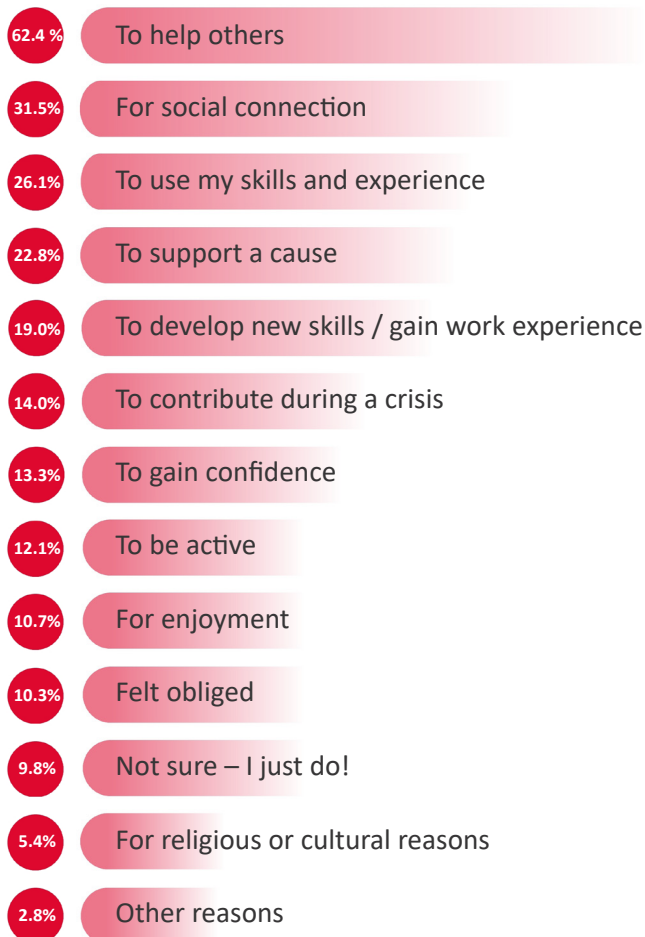 62.4 % To help others
31.5% For social connection
26.1% To use my skills and experience
22.8% To support a cause
19.0% To develop new skills / gain work experience
14.0% To contribute during a crisis
13.3% To gain confidence
12.1% To be active
10.7% For enjoyment
10.3% Felt obliged
9.8% Not sure – I just do!
5.4% For religious or cultural reasons
2.8% Other reasons